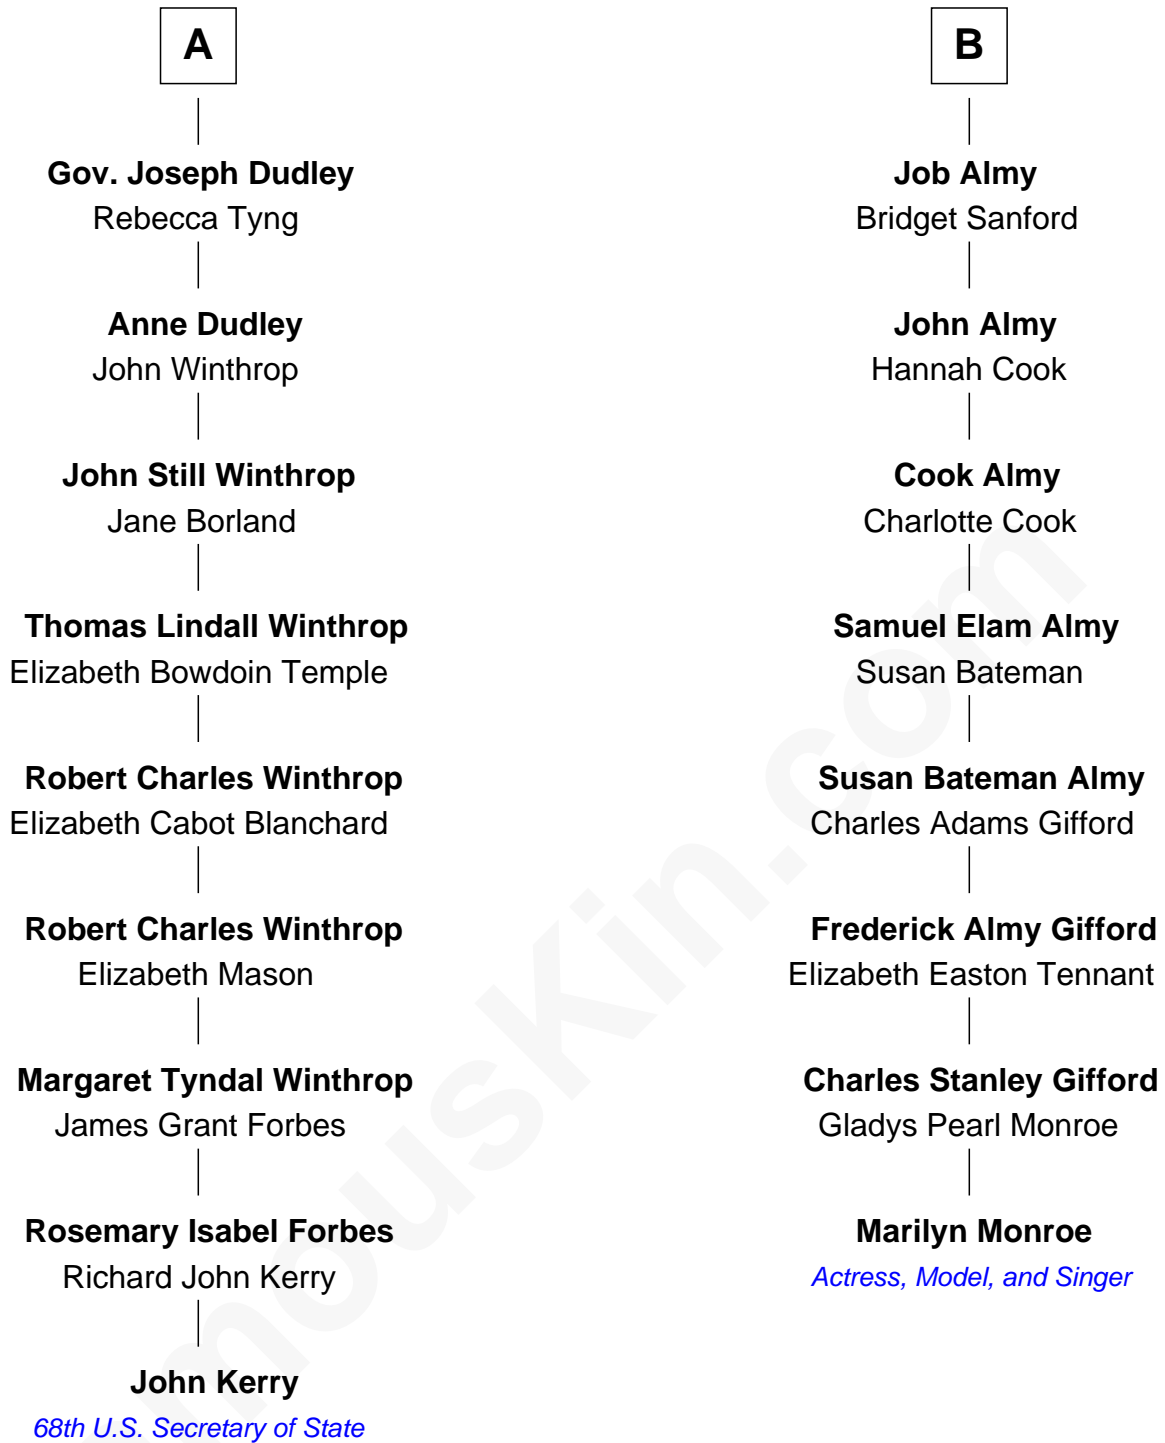 A
Gov. Joseph Dudley
Rebecca Tyng
Anne Dudley
John Winthrop
John Still Winthrop
Jane Borland
Thomas Lindall Winthrop
Elizabeth Bowdoin Temple
Robert Charles Winthrop
Elizabeth Cabot Blanchard
Robert Charles Winthrop
Elizabeth Mason
Margaret Tyndal Winthrop
James Grant Forbes
Rosemary Isabel Forbes
Richard John Kerry
John Kerry
68th U.S. Secretary of State
B
Job Almy
Bridget Sanford
John Almy
Hannah Cook
Cook Almy
Charlotte Cook
Samuel Elam Almy
Susan Bateman
Susan Bateman Almy
Charles Adams Gifford
Frederick Almy Gifford
Elizabeth Easton Tennant
Charles Stanley Gifford
Gladys Pearl Monroe
Marilyn Monroe
Actress, Model, and Singer
mousKin.com